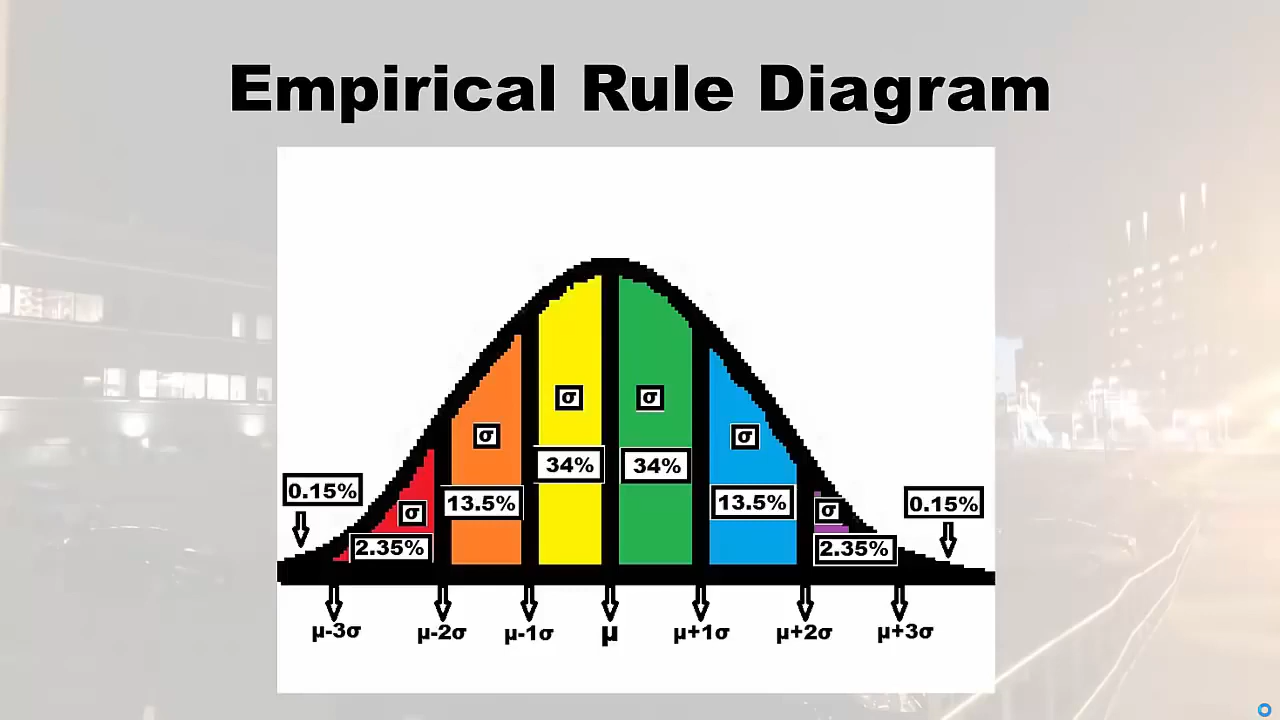 Empirical Rule Diagram
σ σ
σ σ
34% 34%
0.15% 13.5% 13.5% 0.15%
σ σ
2.35% 2.35%
μ-3σ μ-2σ μ-1σ μ μ+1σ μ+2σ μ+3σ